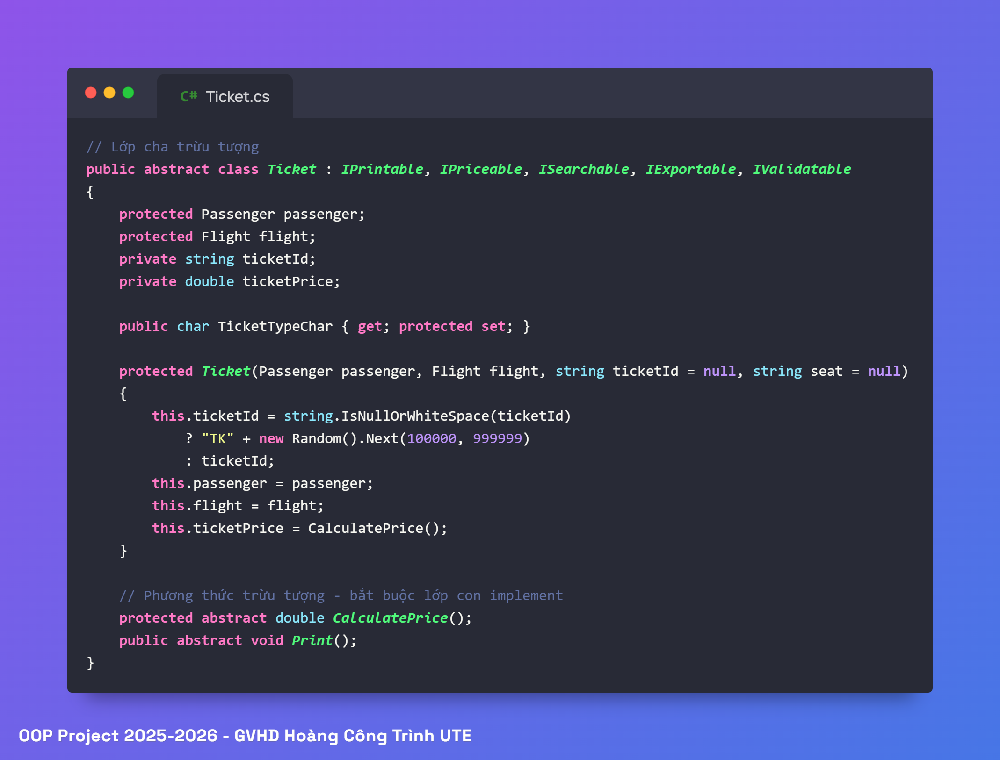 C# Ticket.cs
// Lớp cha trừu tượng
public abstract class Ticket : IPrintable, IPriceable, ISearchable, IExportable, IValidatable
{
    protected Passenger passenger;
    protected Flight flight;
    private string ticketId;
    private double ticketPrice;
    public char TicketTypeChar { get; protected set; }
    protected Ticket(Passenger passenger, Flight flight, string ticketId = null, string seat = null)
    {
        this.ticketId = string.IsNullOrWhiteSpace(ticketId)
            ? "TK" + new Random().Next(100000, 999999)
            : ticketId;
        this.passenger = passenger;
        this.flight = flight;
        this.ticketPrice = CalculatePrice();
    }
    // Phương thức trừu tượng - bắt buộc lớp con implement
    protected abstract double CalculatePrice();
    public abstract void Print();
}
OOP Project 2025-2026 - GVHD Hoàng Công Trình UTE